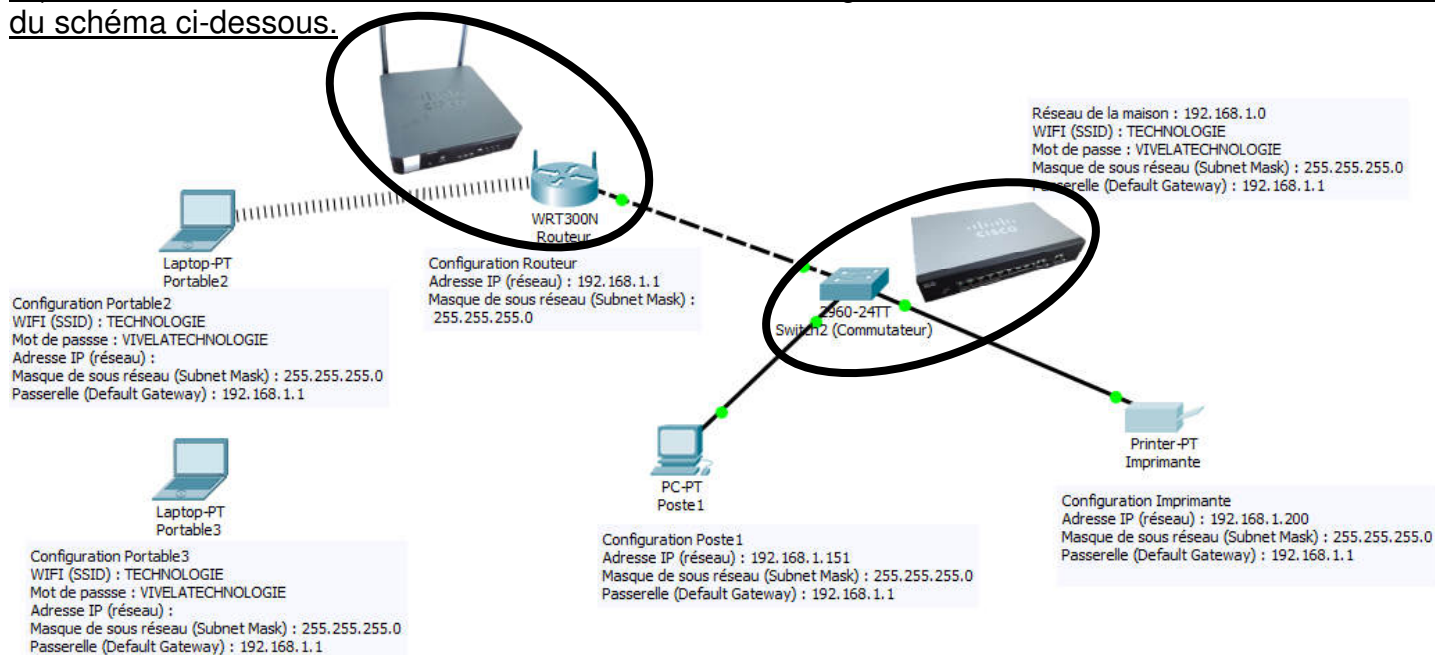 du schéma ci-dessous.
Réseau de la maison : 192.168.1.0
WIFI (SSID) : TECHNOLOGIE
Mot de passe : VIVELATECHNOLOGIE
Masque de sous réseau (Subnet Mask) : 255.255.255.0
Passerelle (Default Gateway) : 192.168.1.1
CISCO
WRT300N
Routeur
Configuration Routeur
Adresse IP (réseau) : 192.168.1.1
Masque de sous réseau (Subnet Mask) :
255.255.255.0
Laptop-PT
Portable2
Configuration Portable2
WIFI (SSID) : TECHNOLOGIE
Mot de passse : VIVELATECHNOLOGIE
Adresse IP (réseau) :
Masque de sous réseau (Subnet Mask) : 255.255.255.0
Passerelle (Default Gateway) : 192.168.1.1
CISCO
2960-24TT
Switch2 (Commutateur)
Laptop-PT
Portable3
Configuration Portable3
WIFI (SSID) : TECHNOLOGIE
Mot de passse : VIVELATECHNOLOGIE
Adresse IP (réseau) :
Masque de sous réseau (Subnet Mask) : 255.255.255.0
Passerelle (Default Gateway) : 192.168.1.1
PC-PT
Poste1
Configuration Poste1
Adresse IP (réseau) : 192.168.1.151
Masque de sous réseau (Subnet Mask) : 255.255.255.0
Passerelle (Default Gateway) : 192.168.1.1
Printer-PT
Imprimante
Configuration Imprimante
Adresse IP (réseau) : 192.168.1.200
Masque de sous réseau (Subnet Mask) : 255.255.255.0
Passerelle (Default Gateway) : 192.168.1.1